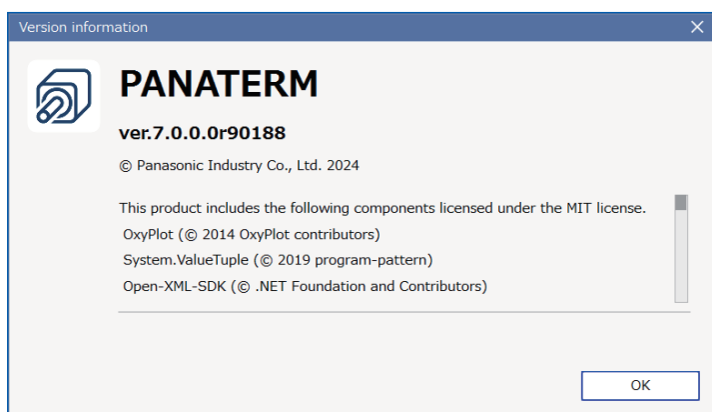 Version information
PANATERM
ver.7.0.0.0r90188
© Panasonic Industry Co., Ltd. 2024
This product includes the following components licensed under the MIT license.
OxyPlot (© 2014 OxyPlot contributors)
System.ValueTuple (© 2019 program-pattern)
Open-XML-SDK (© .NET Foundation and Contributors)
OK